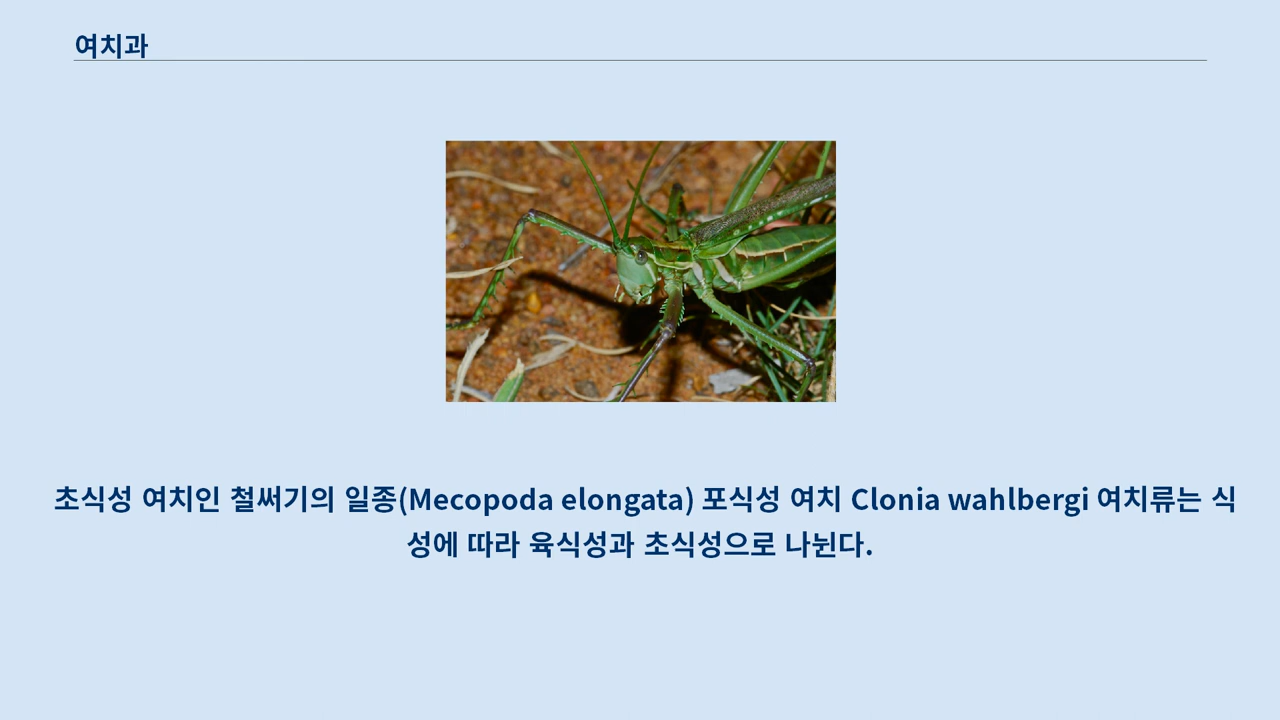 여치과
초식성 여치인 철써기의 일종(Mecopoda elongata) 포식성 여치 Clonia wahlbergi 여치류는 식
성에 따라 육식성과 초식성으로 나뉜다.